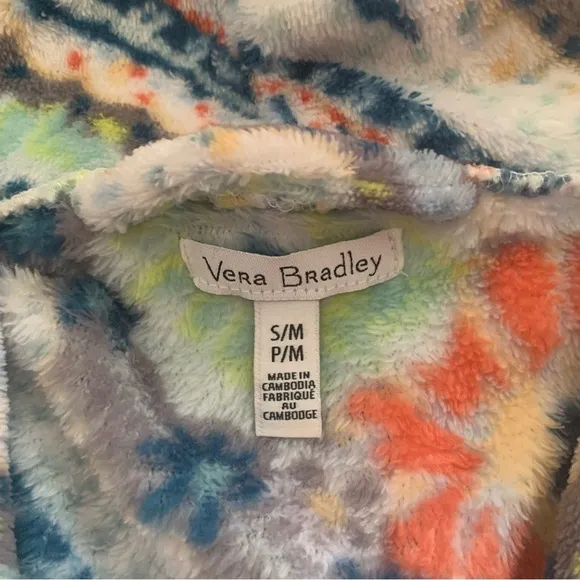 Vera Bradley
S/M
P/M
MADE IN
CAMBODIA
FABRIQUÉ
AU
CAMBODGE